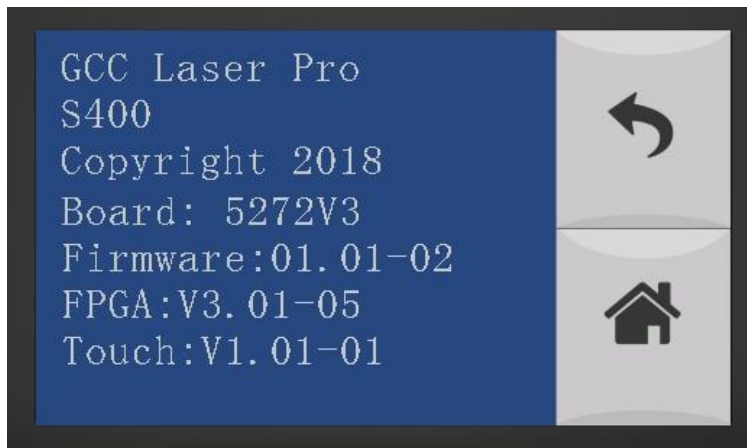 GCC Laser Pro
S400
Copyright 2018
Board: 5272V3
Firmware:01.01-02
FPGA:V3.01-05
Touch:V1.01-01